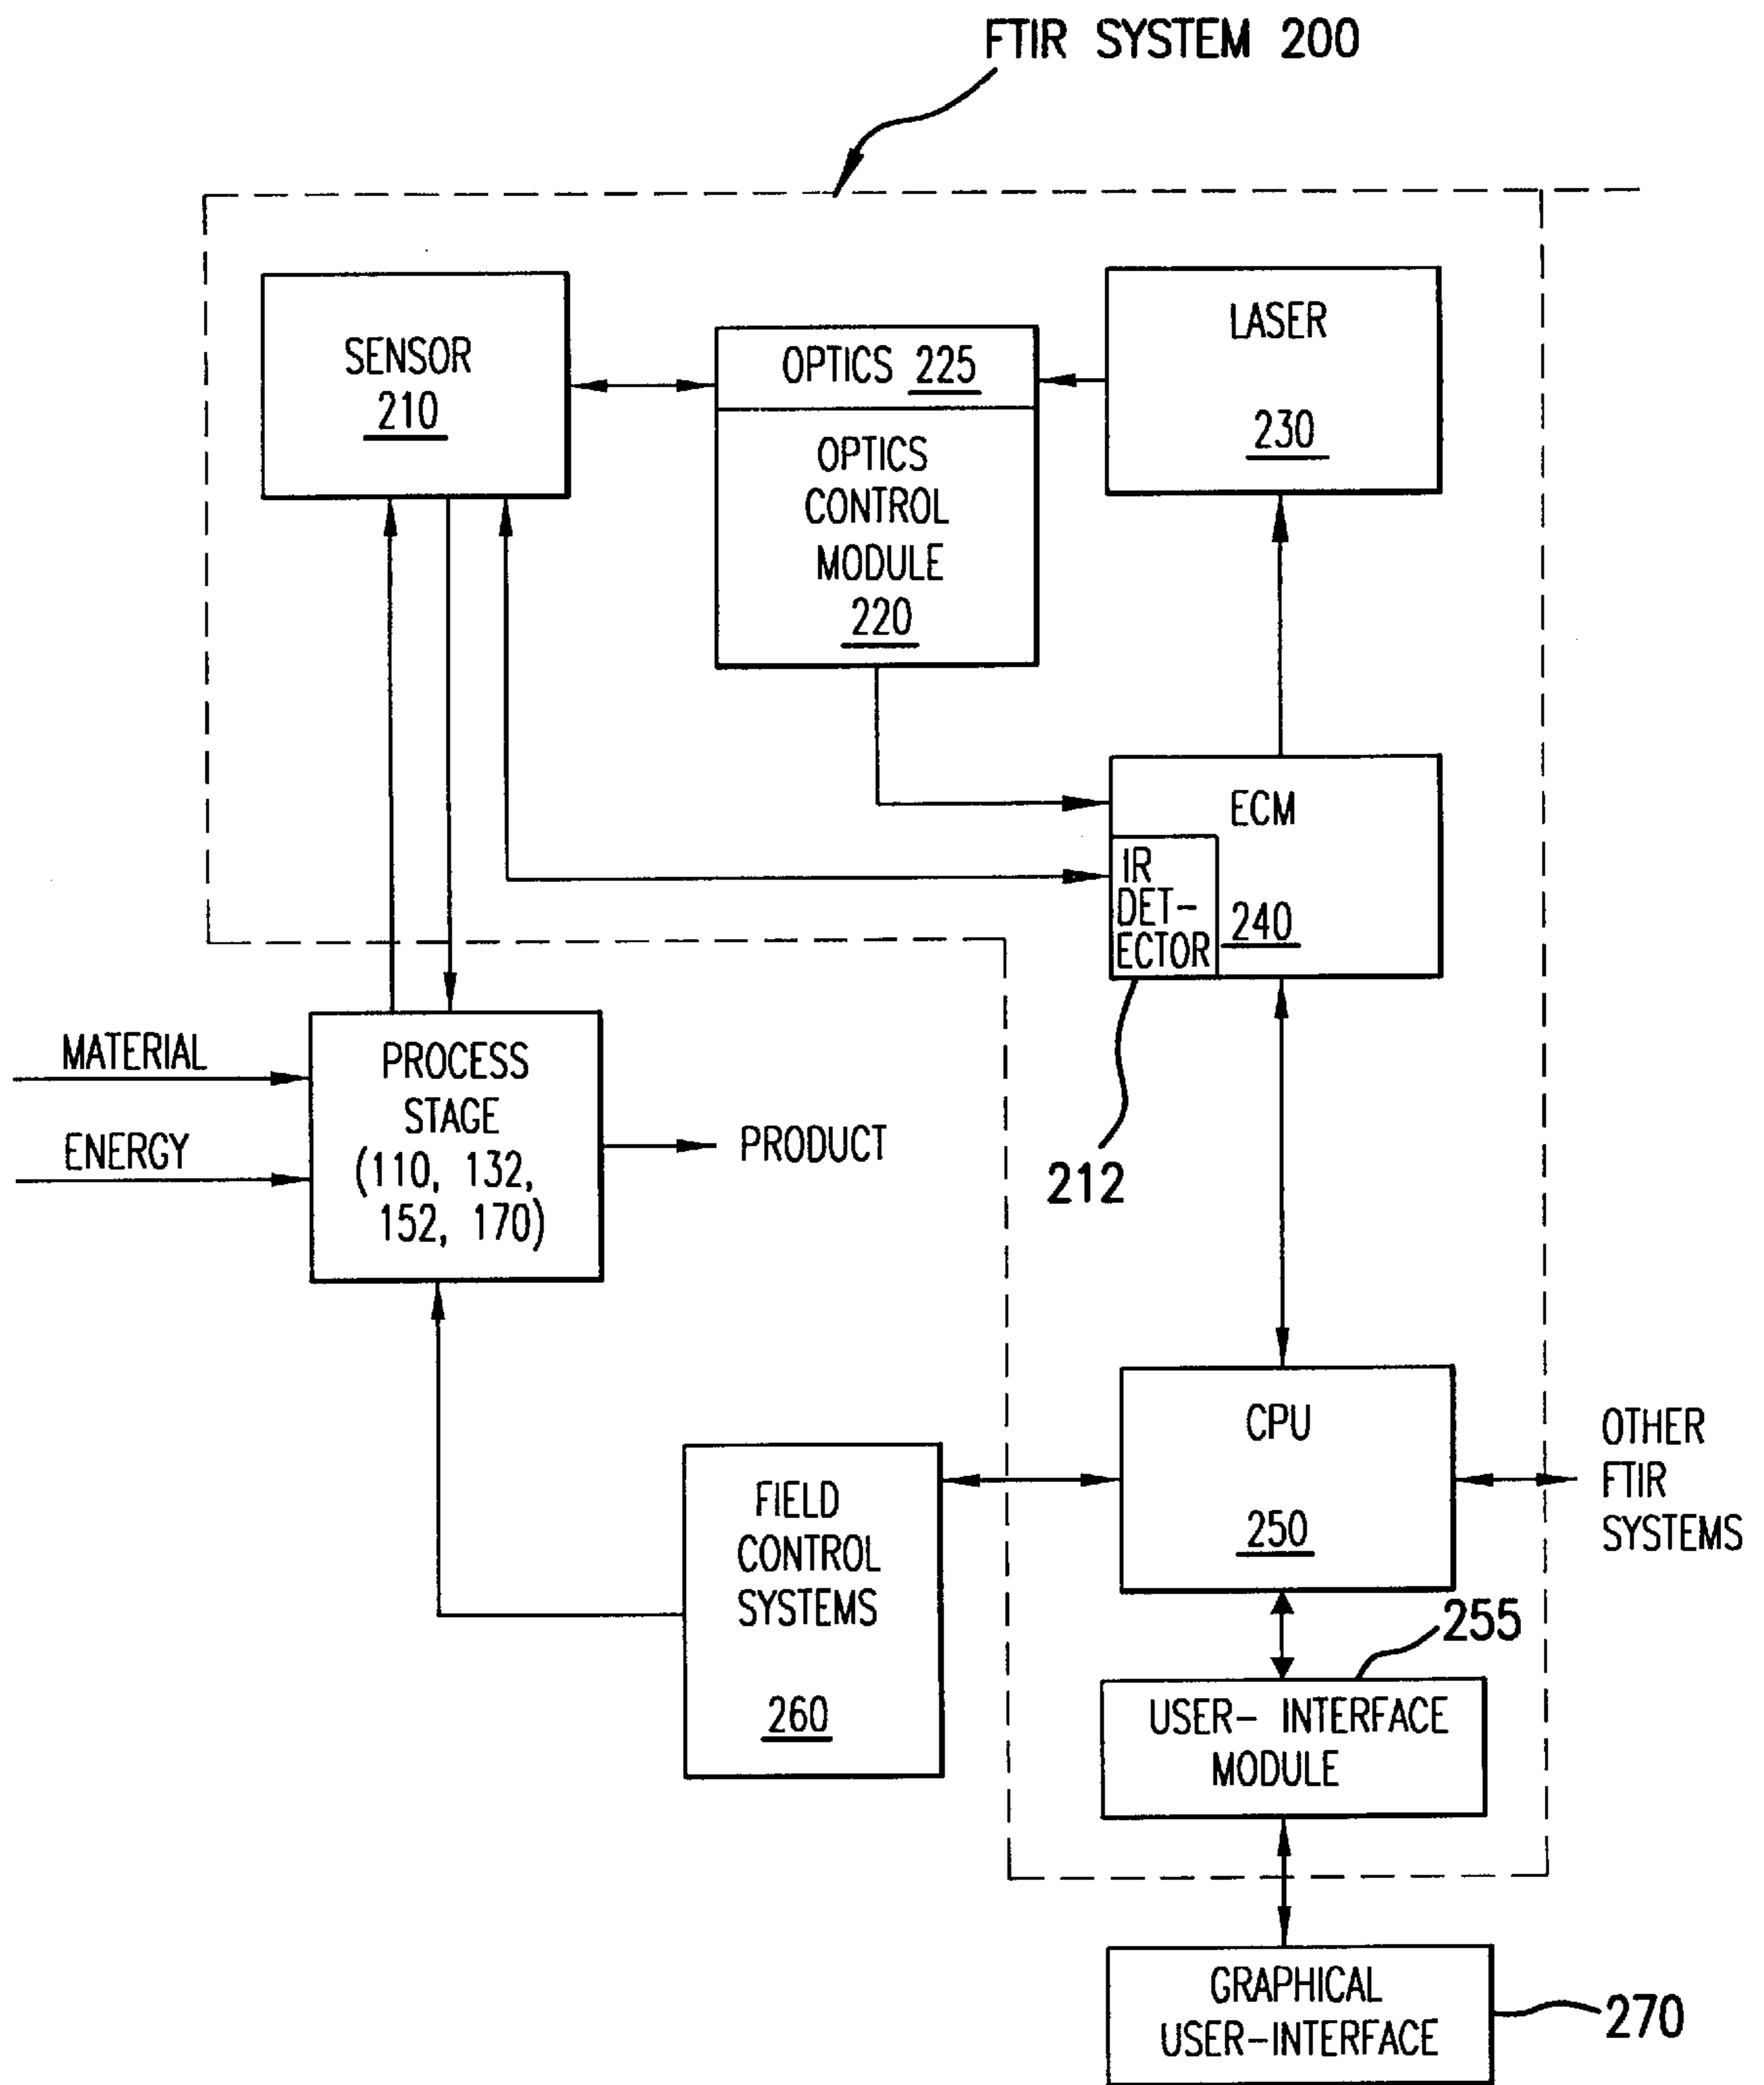 FTIR SYSTEM 200
SENSOR
210
OPTICS 225
OPTICS
CONTROL
MODULE
220
LASER
230
ECM
240
IR
DET-
ECTOR
212
MATERIAL
ENERGY
PROCESS
STAGE
(110, 132,
152, 170)
PRODUCT
CPU
250
OTHER
FTIR
SYSTEMS
FIELD
CONTROL
SYSTEMS
260
255
USER- INTERFACE
MODULE
GRAPHICAL
USER-INTERFACE
270